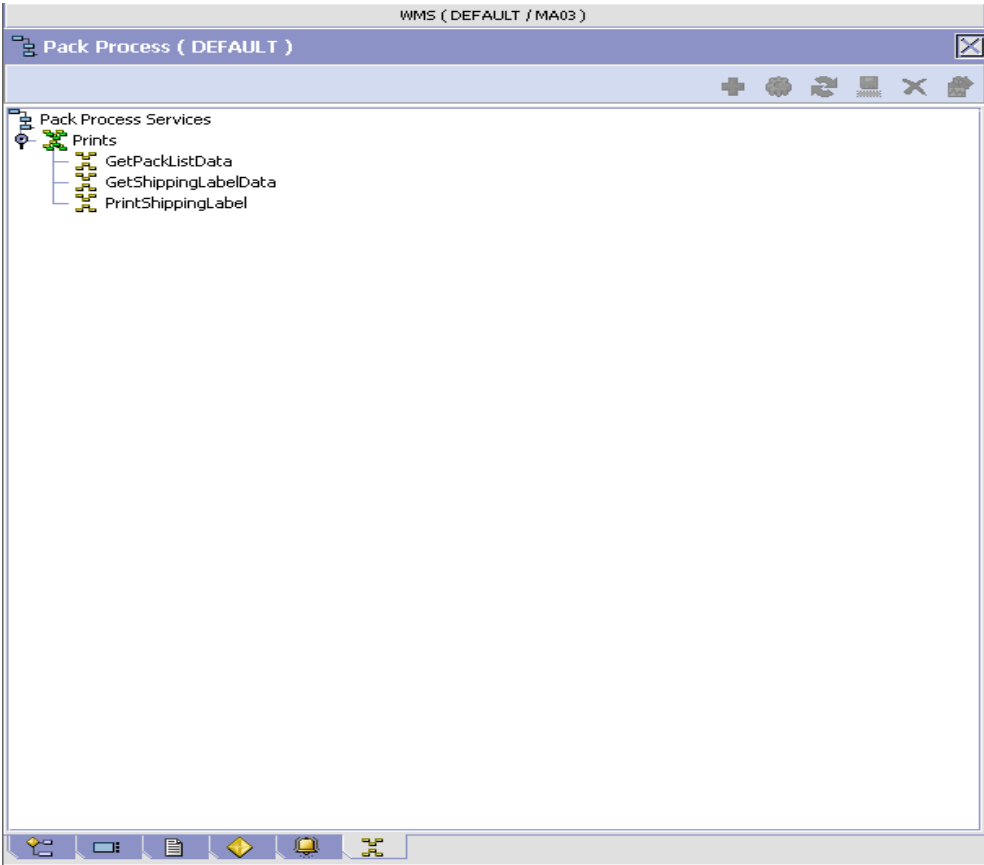 WMS ( DEFAULT / MA03 )
Pack Process ( DEFAULT )
Pack Process Services
Prints
GetPackListData
GetShippingLabelData
PrintShippingLabel